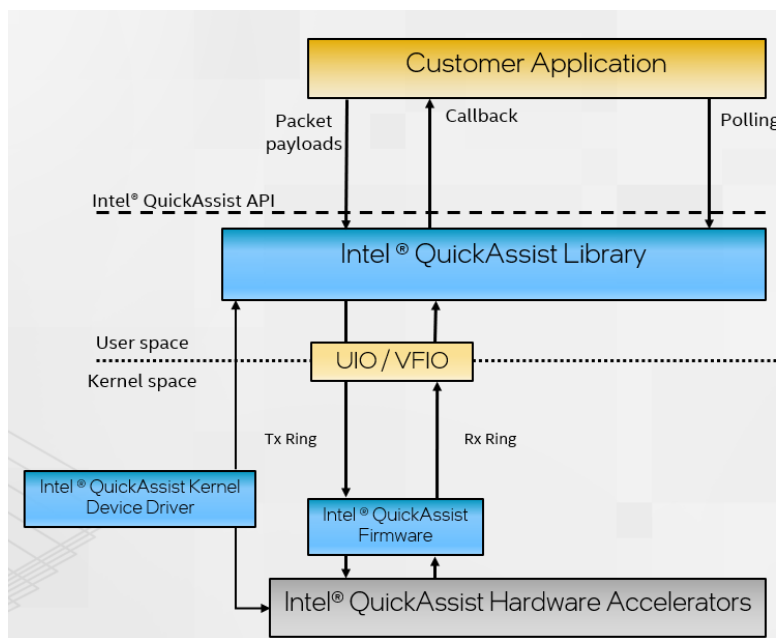 Customer Application
Packet
payloads
Callback
Polling
Intel® QuickAssist API
Intel ® QuickAssist Library
User space
UIO / VFIO
Kernel space
Tx Ring
Rx Ring
Intel ® QuickAssist Kernel
Device Driver
Intel ® QuickAssist
Firmware
Intel® QuickAssist Hardware Accelerators